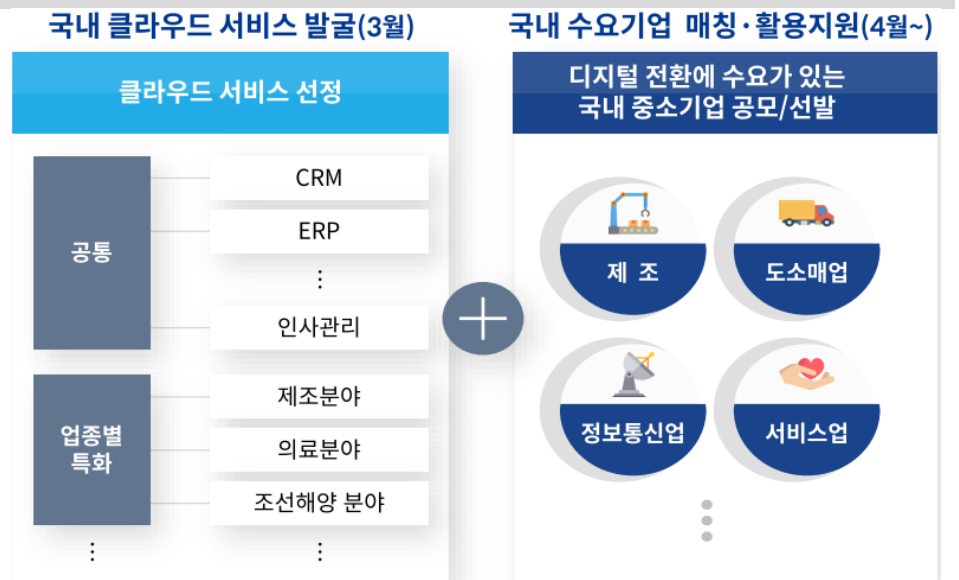 국내 클라우드 서비스 발굴(3월)
클라우드 서비스 선정
공통
CRM
ERP
⋮
인사관리
업종별
특화
제조분야
의료분야
조선해양 분야
⋮
⋮
국내 수요기업 매칭·활용지원(4월~)
디지털 전환에 수요가 있는
국내 중소기업 공모/선발
제 조
도소매업
정보통신업
서비스업